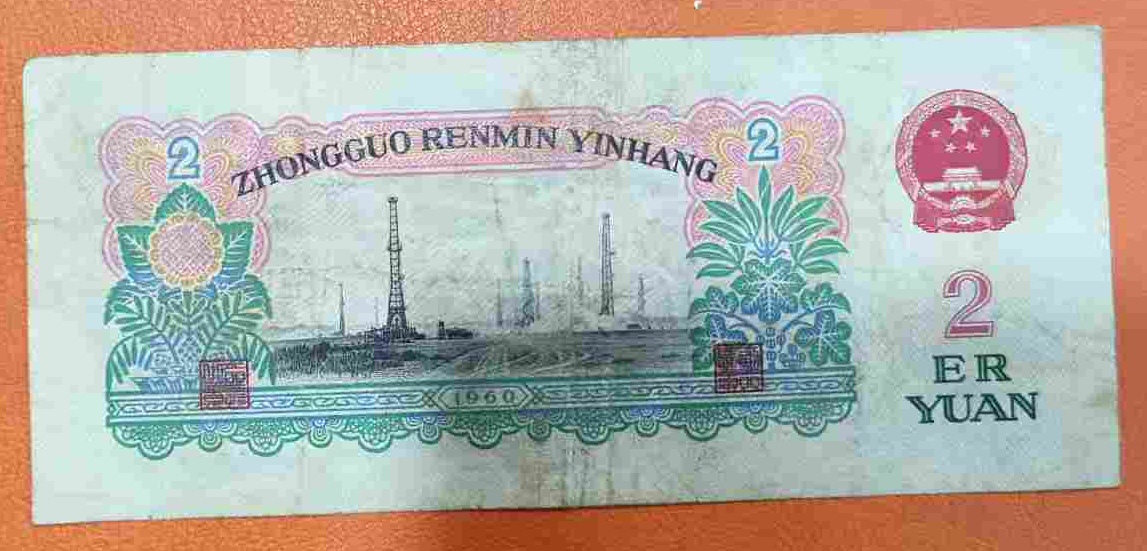 2
2
ZHONGGUO RENMIN YINHANG
2
ER
YUAN
1960